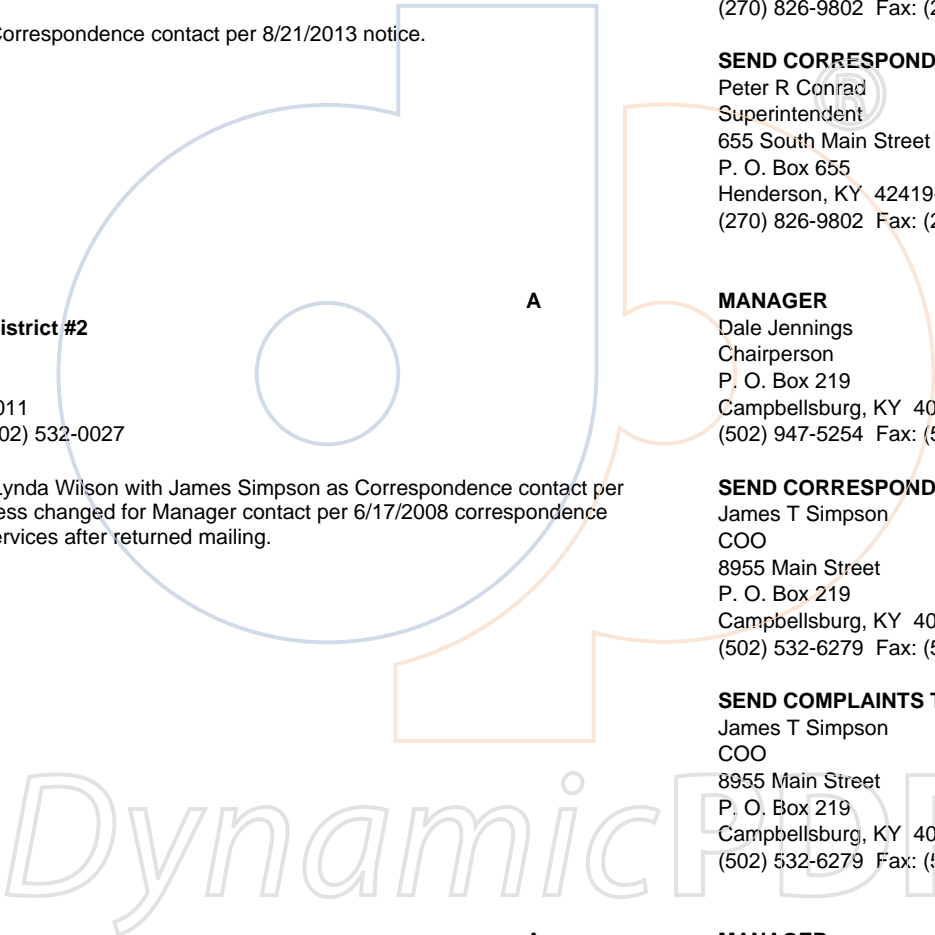 (270) 826-9802 Fax: (2
Correspondence contact per 8/21/2013 notice.
SEND CORRESPOND
Peter R Conrad
Superintendent
655 South Main Street
P. O. Box 655
Henderson, KY 42419-
(270) 826-9802 Fax: (2
A
istrict #2
011
02) 532-0027
Lynda Wilson with James Simpson as Correspondence contact per
ess changed for Manager contact per 6/17/2008 correspondence
ervices after returned mailing.
MANAGER
Dale Jennings
Chairperson
P. O. Box 219
Campbellsburg, KY 40
(502) 947-5254 Fax: (5
SEND CORRESPOND
James T Simpson
COO
8955 Main Street
P. O. Box 219
Campbellsburg, KY 40
(502) 532-6279 Fax: (5
SEND COMPLAINTS T
James T Simpson
COO
8955 Main Street
P. O. Box 219
Campbellsburg, KY 40
(502) 532-6279 Fax: (5
DynamicPDF
®